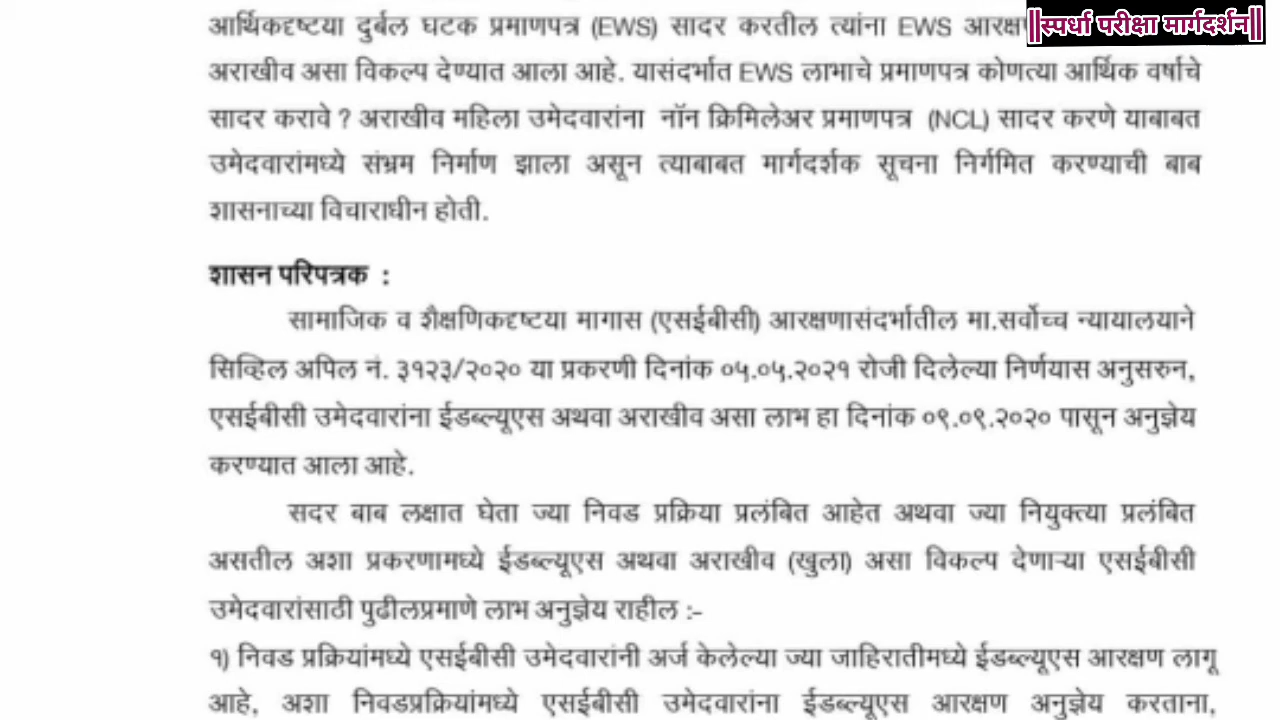 ||स्पर्धा परीक्षा मार्गदर्शन||
आर्थिकदृष्टया दुर्बल घटक प्रमाणपत्र (EWS) सादर करतील त्यांना EWS
अराखीव असा विकल्प देण्यात आला आहे. यासंदर्भात EWS लाभाचे प्रमाणपत्र कोणत्या आर्थिक वर्षाचे
सादर करावे ? अराखीव महिला उमेदवारांना नॉन क्रिमिलेअर प्रमाणपत्र (NCL) सादर करणे याबाबत
उमेदवारांमध्ये संभ्रम निर्माण झाला असून त्याबाबत मार्गदर्शक सूचना निर्गमित करण्याची बाब
शासनाच्या विचाराधीन होती.
शासन परिपत्रक :
सामाजिक व शैक्षणिकदृष्टया मागास (एसईबीसी) आरक्षणासंदर्भातील मा.सर्वोच्च न्यायालयाने
सिव्हिल अपिल नं. ३१२३/२०२० या प्रकरणी दिनांक ०५.०५.२०२१ रोजी दिलेल्या निर्णयास अनुसरुन,
एसईबीसी उमेदवारांना ईडब्ल्यूएस अथवा अराखीव असा लाभ हा दिनांक ०९.०९.२०२० पासून अनुज्ञेय
करण्यात आला आहे.
सदर बाब लक्षात घेता ज्या निवड प्रक्रिया प्रलंबित आहेत अथवा ज्या नियुक्त्या प्रलंबित
असतील अशा प्रकरणामध्ये ईडब्ल्यूएस अथवा अराखीव (खुला) असा विकल्प देणाऱ्या एसईबीसी
उमेदवारांसाठी पुढीलप्रमाणे लाभ अनुज्ञेय राहील :-
१) निवड प्रक्रियांमध्ये एसईबीसी उमेदवारांनी अर्ज केलेल्या ज्या जाहिरातीमध्ये ईडब्ल्यूएस आरक्षण लागू
आहे, अशा निवडप्रक्रियांमध्ये एसईबीसी उमेदवारांना ईडब्ल्यूएस आरक्षण अनुज्ञेय करताना,